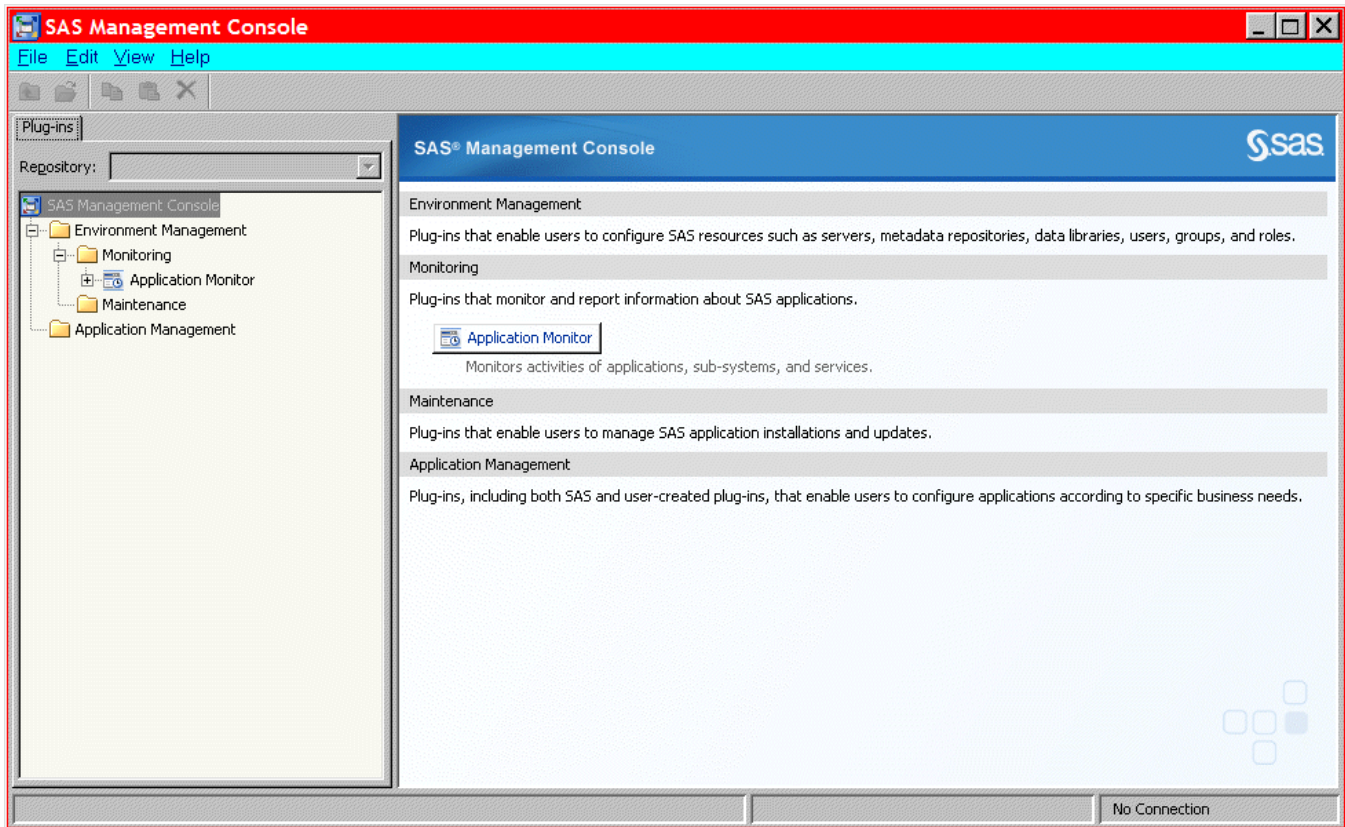 SAS Management Console
File Edit View Help
Plug-ins
Repository:
SAS Management Console
Environment Management
Monitoring
Application Monitor
Maintenance
Application Management
SAS® Management Console
sas
Environment Management
Plug-ins that enable users to configure SAS resources such as servers, metadata repositories, data libraries, users, groups, and roles.
Monitoring
Plug-ins that monitor and report information about SAS applications.
Application Monitor
Monitors activities of applications, sub-systems, and services.
Maintenance
Plug-ins that enable users to manage SAS application installations and updates.
Application Management
Plug-ins, including both SAS and user-created plug-ins, that enable users to configure applications according to specific business needs.
No Connection